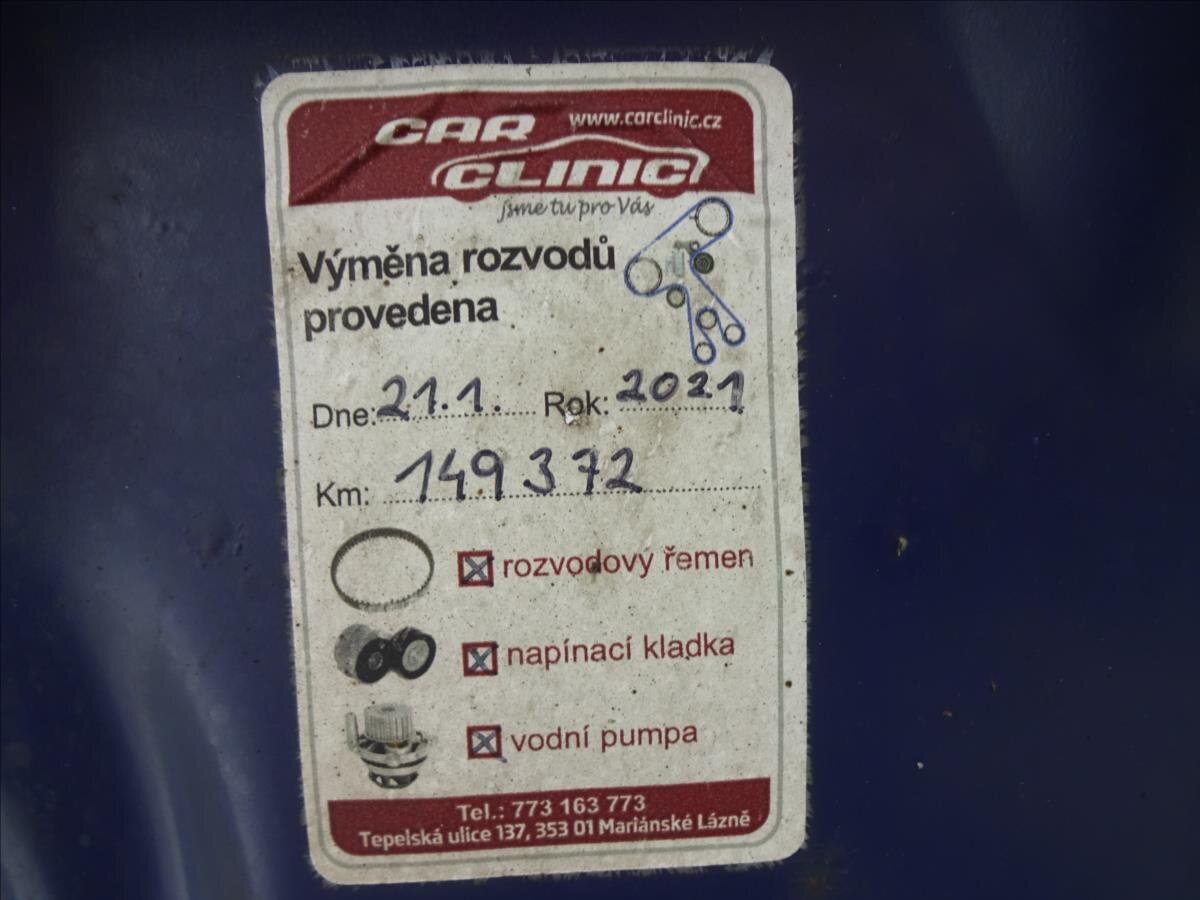 CAR www.carclinic.cz
CLINIC
jsme tu pro Vás
Výměna rozvodů
provedena
Dne: 21.1. Rok: 2021
Km: 149372
rozvodový řemen
napínací kladka
vodní pumpa
Tel.: 773 163 773
Tepelská ulice 137, 353 01 Mariánské Lázně